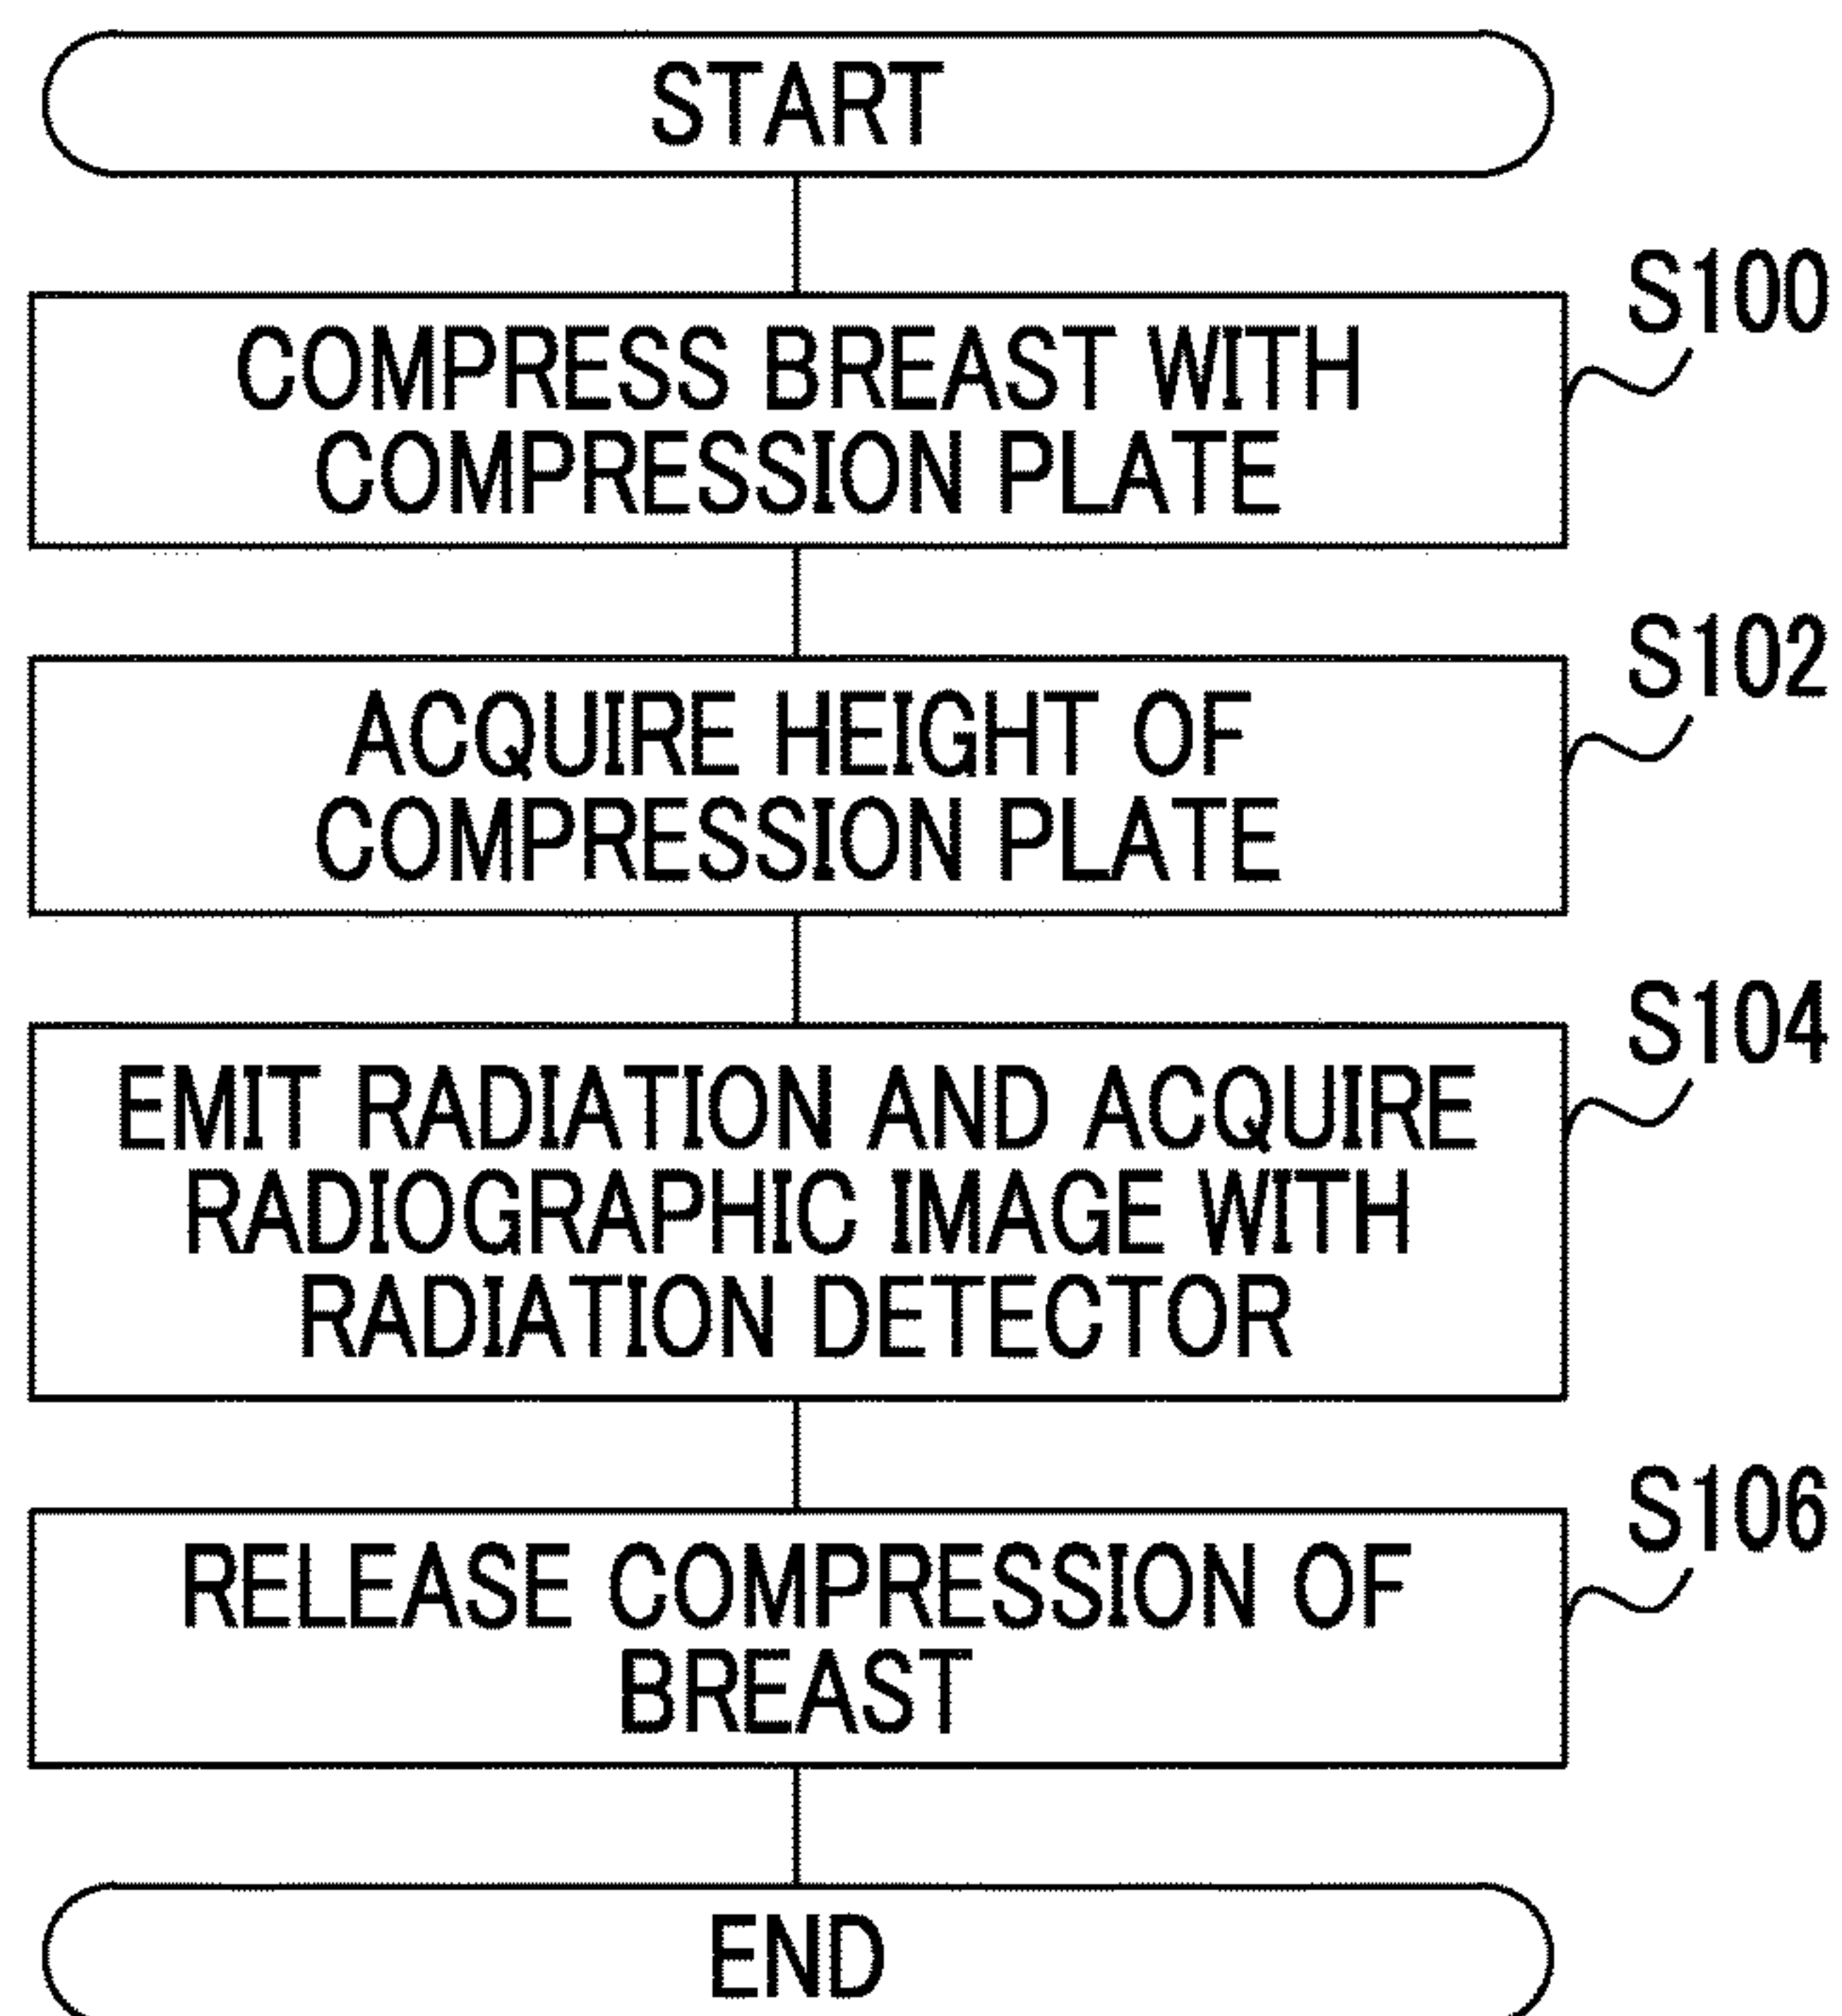 START
S100
COMPRESS BREAST WITH
COMPRESSION PLATE
S102
ACQUIRE HEIGHT OF
COMPRESSION PLATE
S104
EMIT RADIATION AND ACQUIRE
RADIOGRAPHIC IMAGE WITH
RADIATION DETECTOR
S106
RELEASE COMPRESSION OF
BREAST
END